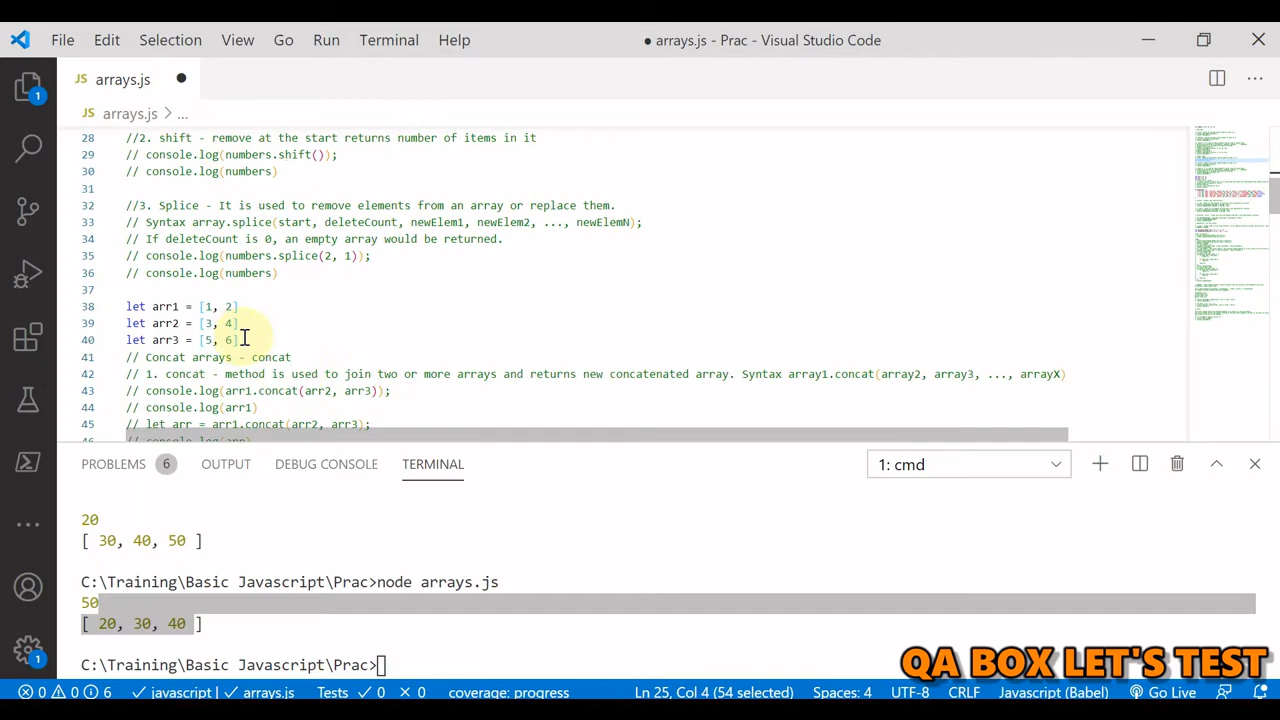 File Edit Selection View Go Run Terminal Help
● arrays.js - Prac - Visual Studio Code
JS arrays.js ●
JS arrays.js > ...
28 //2. shift - remove at the start returns number of items in it
29 // console.log(numbers.shift());
30 // console.log(numbers)
31
32 //3. Splice - It is used to remove elements from an array or replace them.
33 // Syntax array.splice(start, deleteCount, newElem1, newElem2, ..., newElemN);
34 // If deleteCount is 0, an empty array would be returned.
35 // console.log(numbers.splice(2, 1));
36 // console.log(numbers)
37
38 let arr1 = [1, 2]
39 let arr2 = [3, 4]
40 let arr3 = [5, 6]
41 // Concat arrays - concat
42 // 1. concat - method is used to join two or more arrays and returns new concatenated array. Syntax array1.concat(array2, array3, ..., arrayX)
43 // console.log(arr1.concat(arr2, arr3));
44 // console.log(arr1)
45 // let arr = arr1.concat(arr2, arr3);
46 // console.log(arr)
PROBLEMS 6 OUTPUT DEBUG CONSOLE TERMINAL 1: cmd
20
[ 30, 40, 50 ]
C:\Training\Basic Javascript\Prac>node arrays.js
50
[ 20, 30, 40 ]
C:\Training\Basic Javascript\Prac>
QA BOX LET'S TEST
0 0 6 javascript | arrays.js Tests 0 0 coverage: progress Ln 25, Col 4 (54 selected) Spaces: 4 UTF-8 CRLF Javascript (Babel) Go Live
1
1